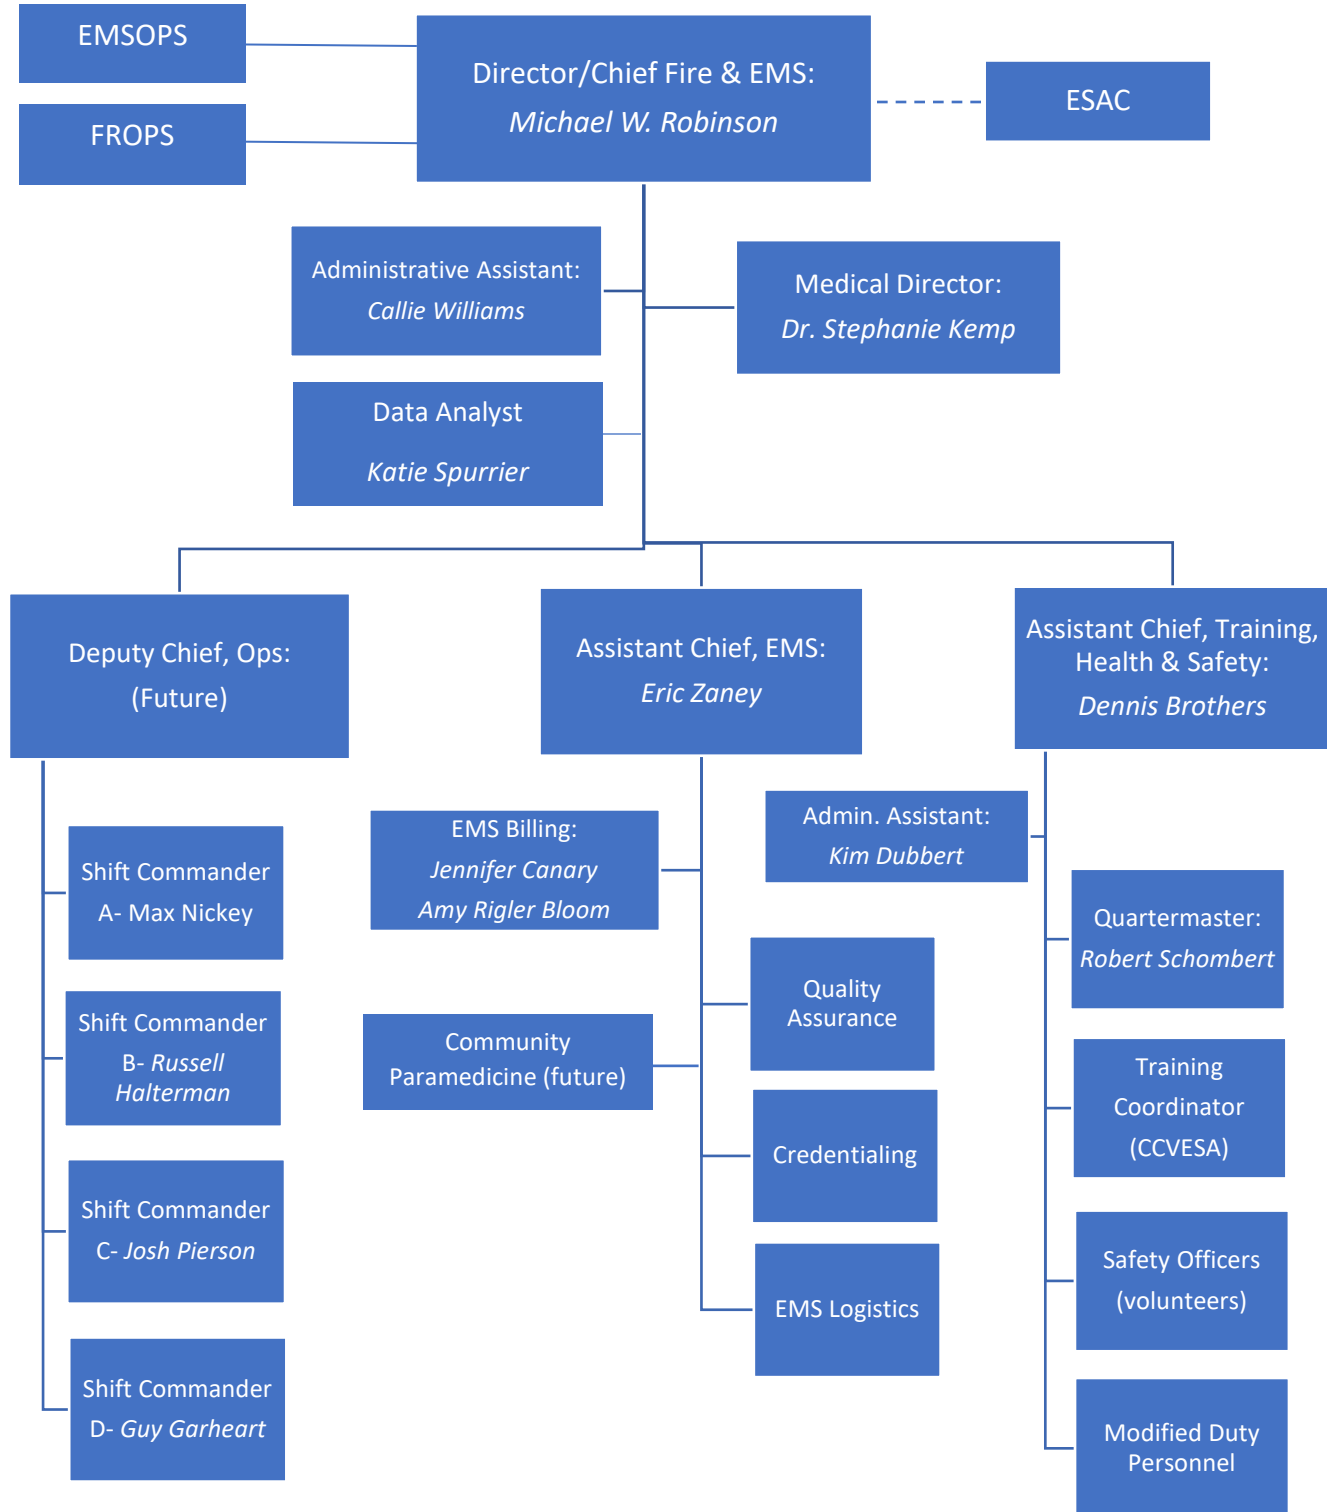 EMSOPS
FROPS
Director/Chief Fire & EMS:
Michael W. Robinson
ESAC
Administrative Assistant:
Callie Williams
Medical Director:
Dr. Stephanie Kemp
Data Analyst
Katie Spurrier
Deputy Chief, Ops:
(Future)
Shift Commander
A- Max Nickey
Shift Commander
B- Russell
Halterman
Shift Commander
C- Josh Pierson
Shift Commander
D- Guy Garheart
Assistant Chief, EMS:
Eric Zaney
EMS Billing:
Jennifer Canary
Amy Rigler Bloom
Quality
Assurance
Community
Paramedicine (future)
Credentialing
EMS Logistics
Assistant Chief, Training,
Health & Safety:
Dennis Brothers
Admin. Assistant:
Kim Dubbert
Quartermaster:
Robert Schombert
Training
Coordinator
(CCVESA)
Safety Officers
(volunteers)
Modified Duty
Personnel